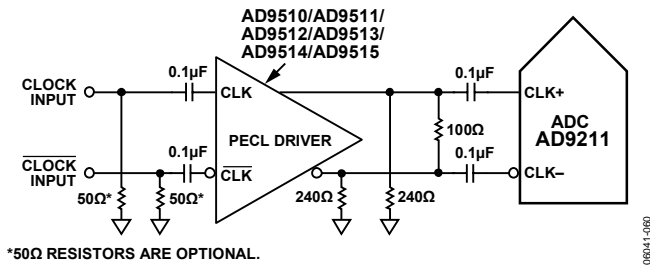 AD9510/AD9511/
AD9512/AD9513/
AD9514/AD9515
0.1µF
0.1µF
CLOCK
INPUT
CLK
CLK+
PECL DRIVER
100Ω
ADC
AD9211
CLOCK
INPUT
0.1µF
0.1µF
CLK
CLK–
50Ω*
50Ω*
240Ω
240Ω
*50Ω RESISTORS ARE OPTIONAL.
06041-060